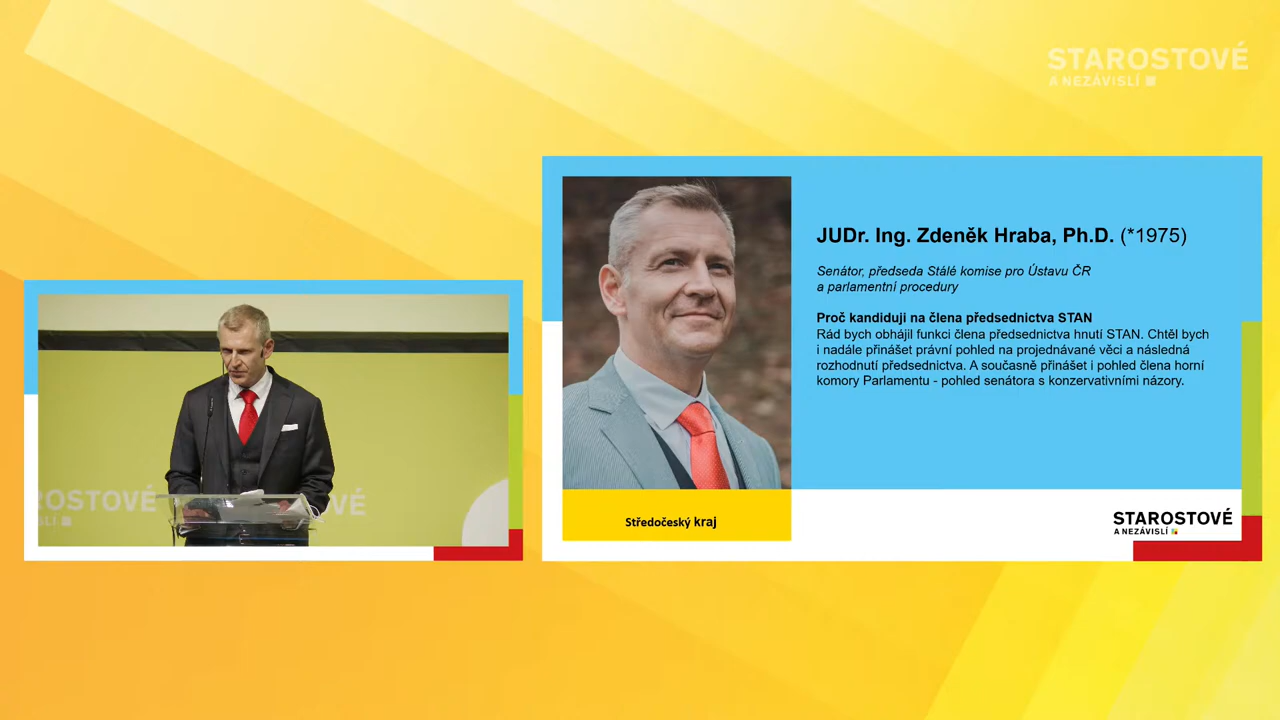 STAROSTOVÉ
A NEZÁVISLÍ
JUDr. Ing. Zdeněk Hraba, Ph.D. (*1975)
Senátor, předseda Stálé komise pro Ústavu ČR
a parlamentní procedury
Proč kandiduji na člena předsednictva STAN
Rád bych obhájil funkci člena předsednictva hnutí STAN. Chtěl bych
i nadále přinášet právní pohled na projednávané věci a následná
rozhodnutí předsednictva. A současně přinášet i pohled člena horní
komory Parlamentu - pohled senátora s konzervativními názory.
Středočeský kraj
STAROSTOVÉ
A NEZÁVISLÍ
ROSTOVÉ
SLÍ
VÉ